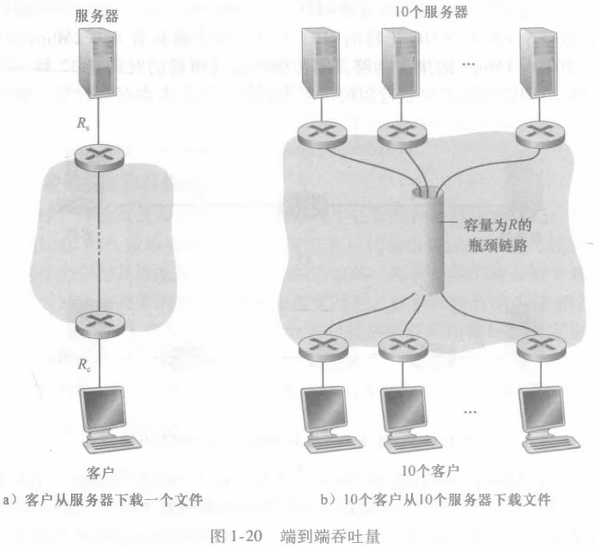 服务器
10个服务器
...
Rs
容量为R的
瓶颈链路
Rc
...
客户
10个客户
a）客户从服务器下载一个文件
b）10个客户从10个服务器下载文件
图1-20 端到端吞吐量